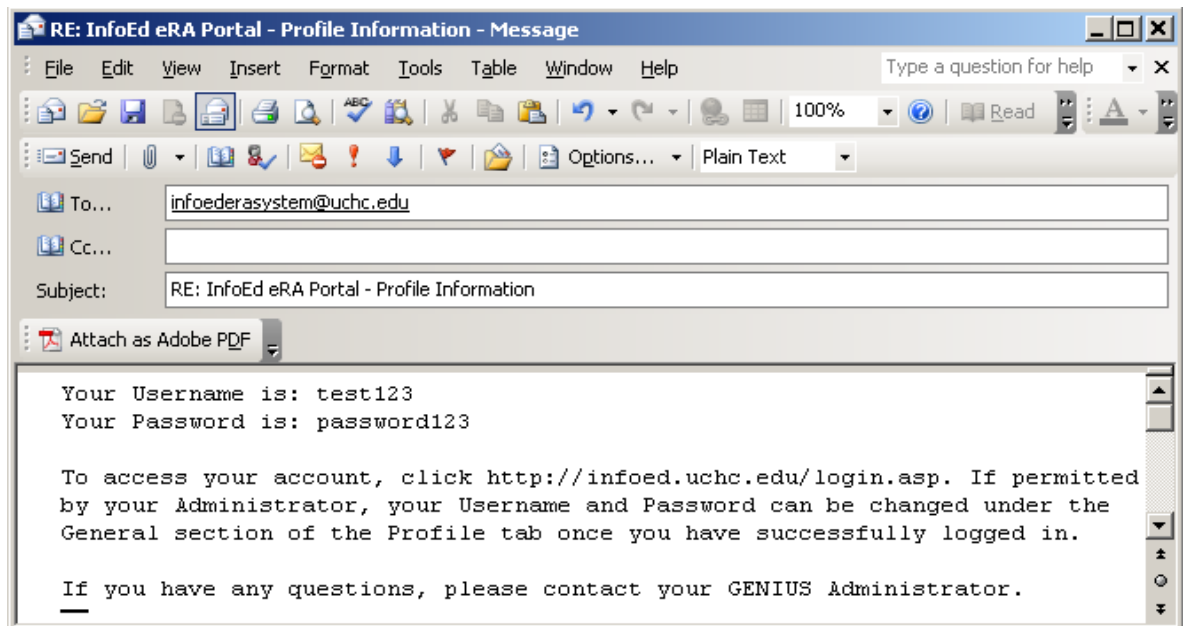 RE: InfoEd eRA Portal - Profile Information - Message
File Edit View Insert Format Tools Table Window Help Type a question for help
ABC 100% Read A
Send Options... Plain Text
To... infoederasystem@uchc.edu
Cc...
Subject: RE: InfoEd eRA Portal - Profile Information
Attach as Adobe PDF
Your Username is: test123
Your Password is: password123
To access your account, click http://infoed.uchc.edu/login.asp. If permitted
by your Administrator, your Username and Password can be changed under the
General section of the Profile tab once you have successfully logged in.
If you have any questions, please contact your GENIUS Administrator.